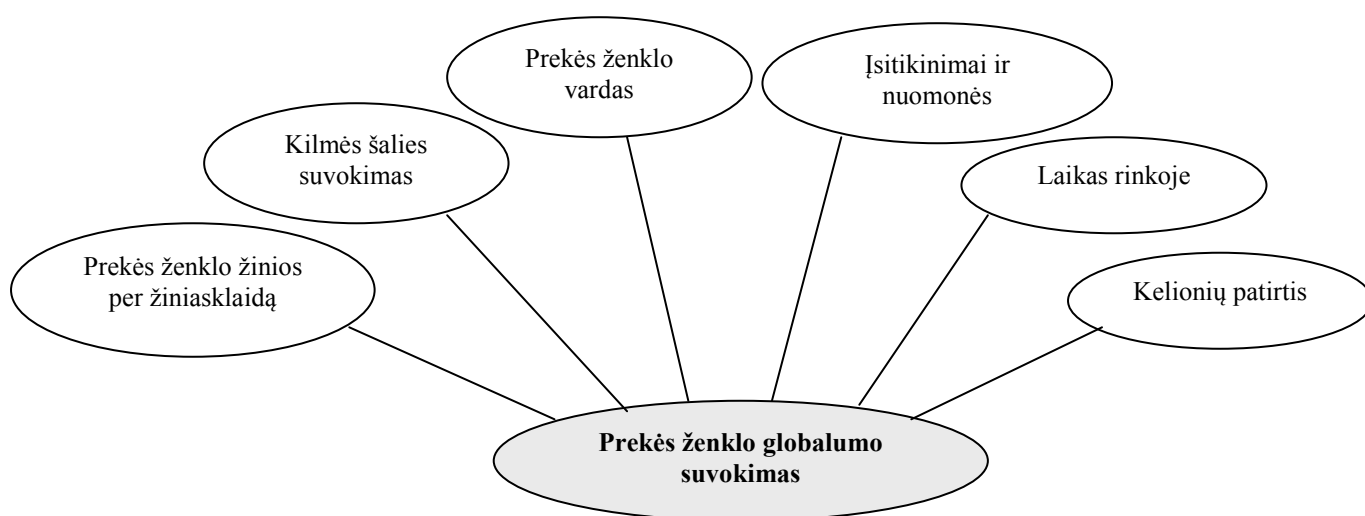 Prekės ženklo
vardas
Įsitikinimai ir
nuomonės
Kilmės šalies
suvokimas
Laikas rinkoje
Prekės ženklo žinios
per žiniasklaidą
Kelionių patirtis
Prekės ženklo globalumo
suvokimas